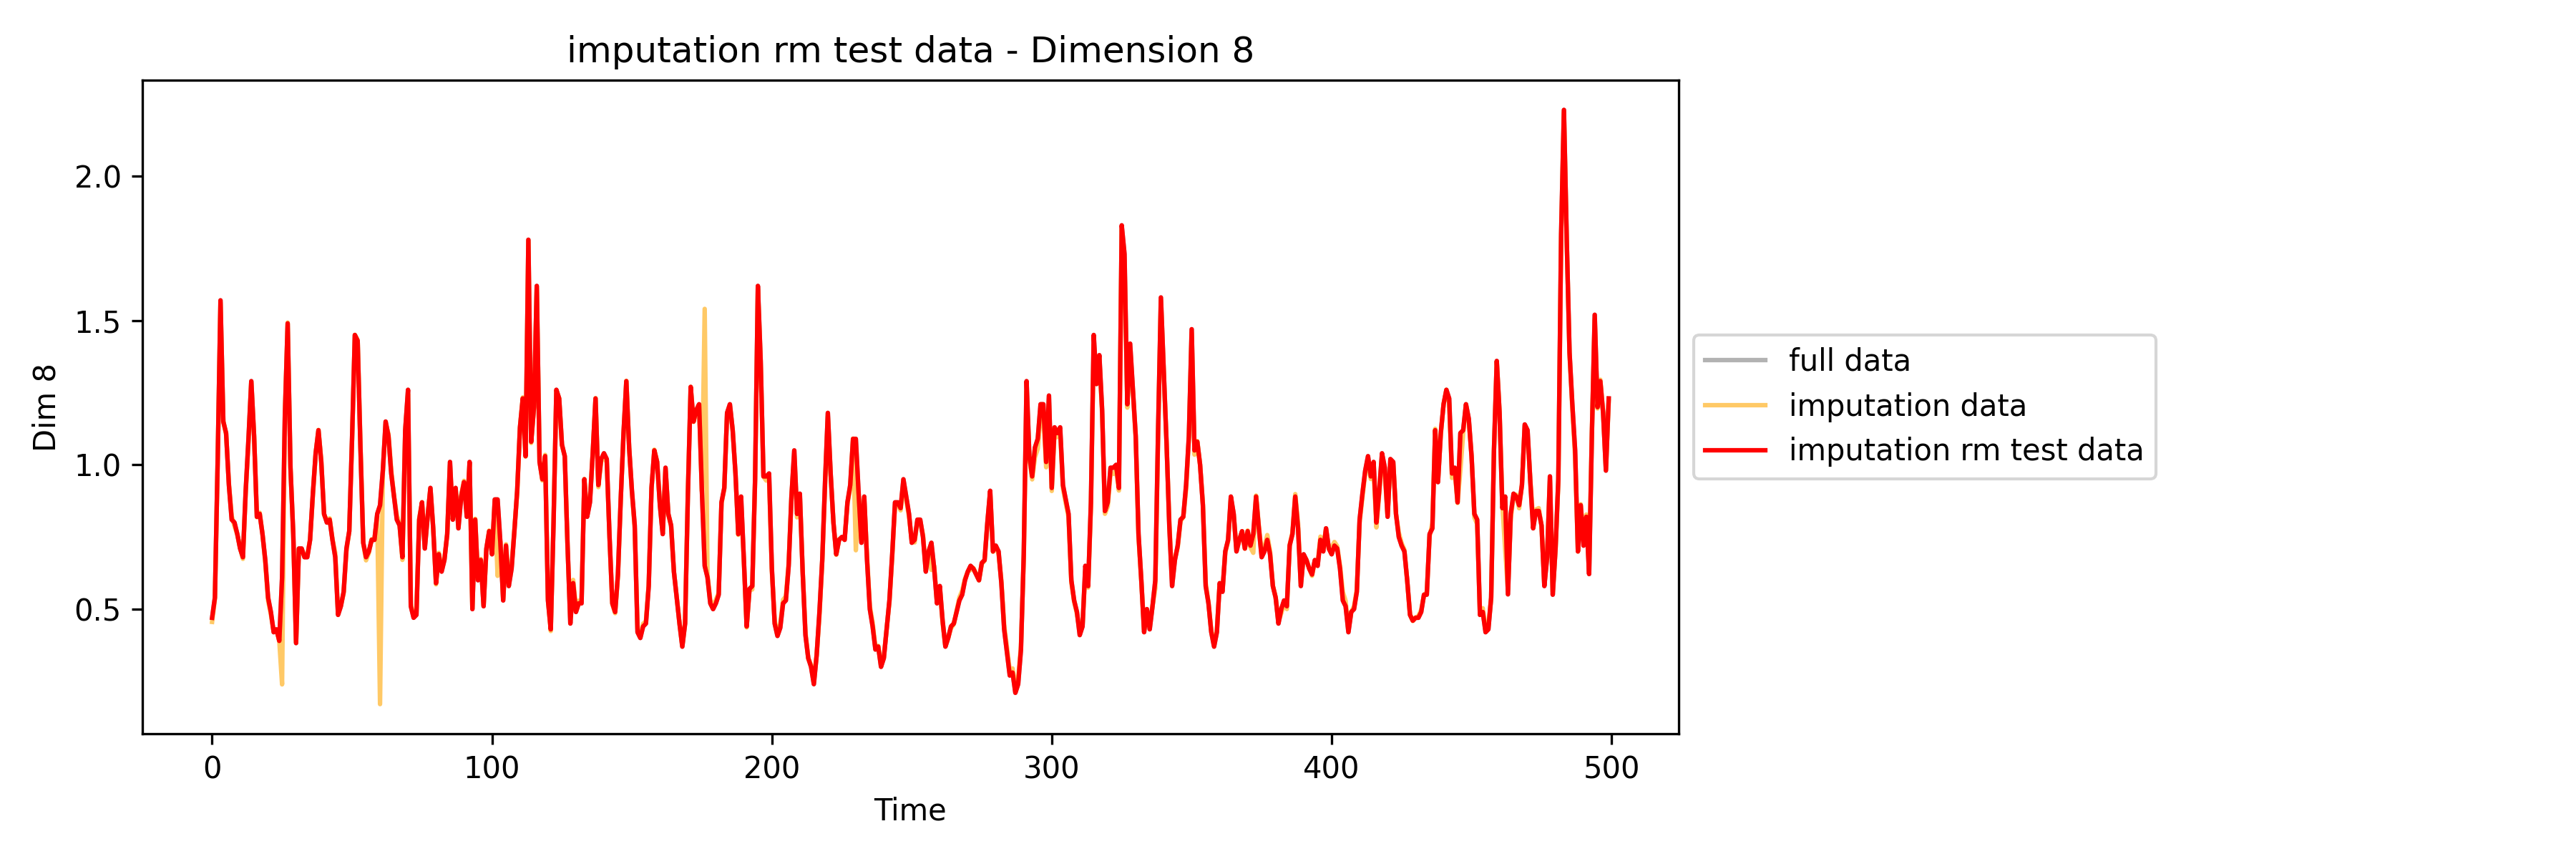 imputation rm test data - Dimension 8
2.0
1.5
1.0
0.5
Dim 8
0 100 200 300 400 500
Time
full data
imputation data
imputation rm test data